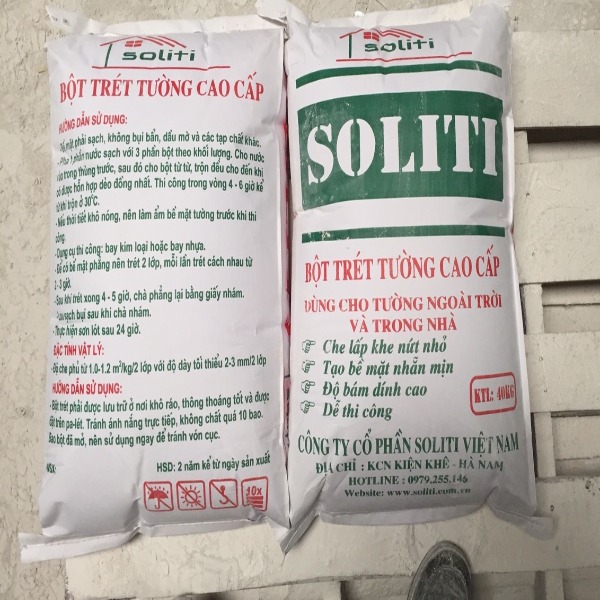 soliti
BỘT TRÉT TƯỜNG CAO CẤP
HƯỚNG DẪN SỬ DỤNG:
mặt phải sạch, không bụi bẩn, dầu mỡ và các tạp chất khác.
1 phần nước sạch với 3 phần bột theo khối lượng. Cho nước
vào trong thùng trước, sau đó cho bột từ từ, trộn đều cho đến khi
có được hỗn hợp dẻo đồng nhất. Thi công trong vòng 4 - 6 giờ kể
từ khi trộn ở 30°C.
- Nếu thời tiết khô nóng, nên làm ẩm bề mặt tường trước khi thi
công.
- Dụng cụ thi công: bay kim loại hoặc bay nhựa.
- Để có bề mặt phẳng nên trét 2 lớp, mỗi lần trét cách nhau từ
2- 3 giờ.
- Sau khi trét xong 4 - 5 giờ, chà phẳng lại bằng giấy nhám.
sạch bụi sau khi chà nhám.
- Thực hiện sơn lót sau 24 giờ.
ĐẶC TÍNH VẬT LÝ:
- Độ che phủ từ 1.0-1.2 m²/kg/2 lớp với độ dày tối thiểu 2-3 mm/2 lớp
HƯỚNG DẪN SỬ DỤNG:
- Bột trét phải được lưu trữ ở nơi khô ráo, thông thoáng tốt và được
đặt trên pa-lét. Tránh ánh nắng trực tiếp, không chất quá 10 bao.
- Bao bột đã mở, nên sử dụng ngay để tránh vón cục.
NSX:
HSD: 2 năm kể từ ngày sản xuất
10x
soliti
SOLITI
BỘT TRÉT TƯỜNG CAO CẤP
DÙNG CHO TƯỜNG NGOÀI TRỜI
VÀ TRONG NHÀ
Che lấp khe nứt nhỏ
Tạo bề mặt nhẵn mịn
Độ bám dính cao
Dễ thi công
KTL: 40KG
CÔNG TY CỔ PHẦN SOLITI VIỆT NAM
ĐỊA CHỈ : KCN KIỆN KHÊ - HÀ NAM
HOTLINE : 0979.255.146
Website: www.soliti.com.vn